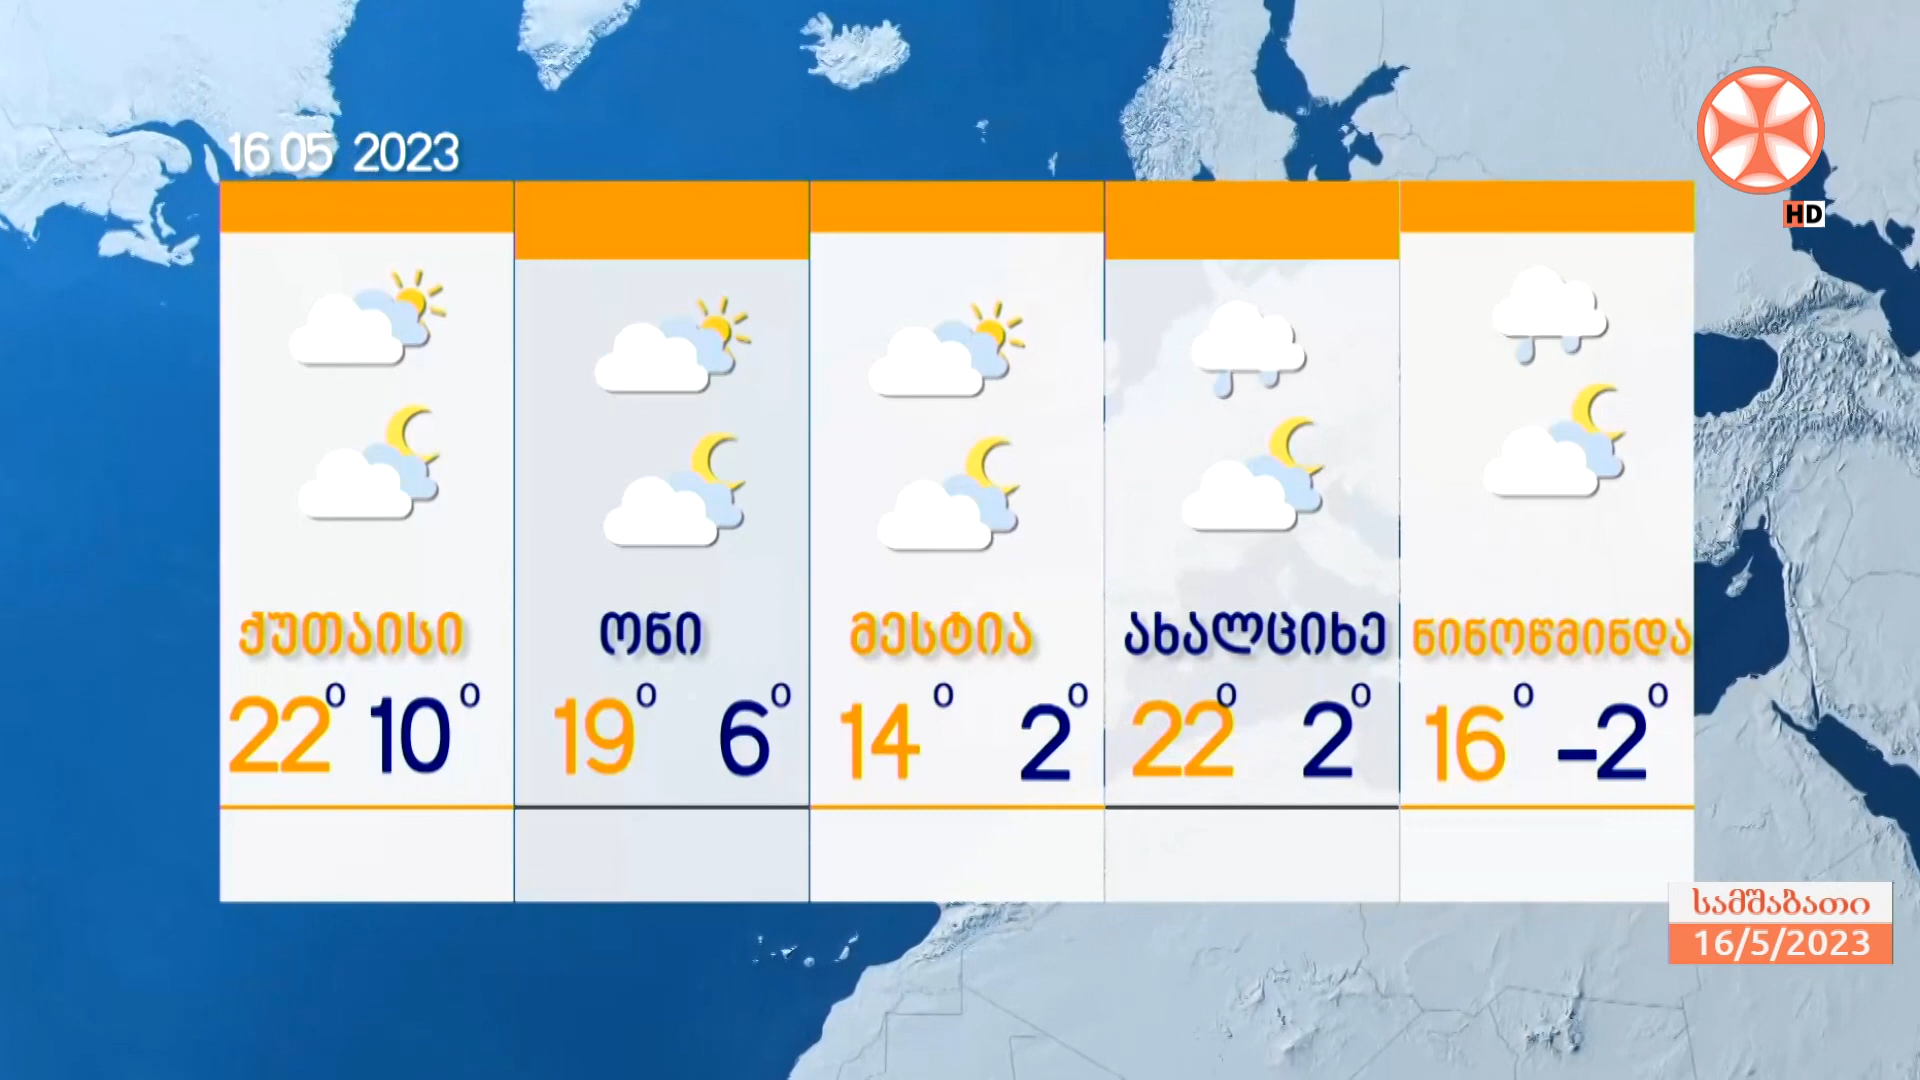 16 05 2023
HD
ქუთაისი
ონი
მესტია
ახალციხე
ნინოწმინდა
22° 10°
19° 6°
14° 2°
22° 2°
16° -2°
სამშაბათი
16/5/2023